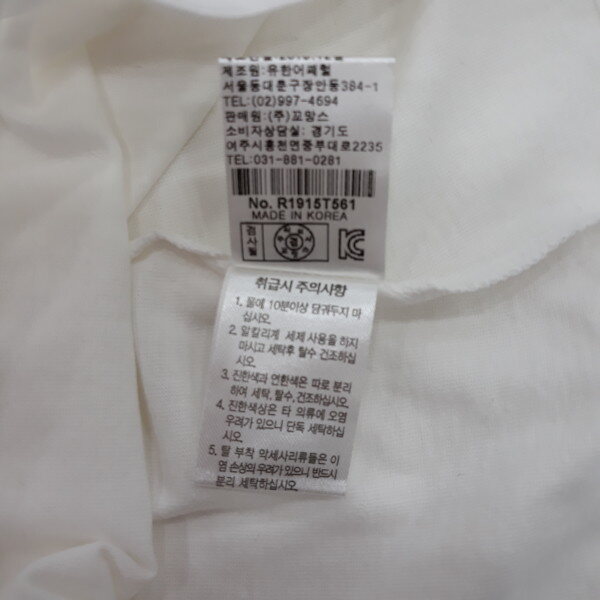 제조원: 유한어패럴
서울동대문구장안동384-1
TEL:(02)997-4694
판매원: (주)꼬망스
소비자상담실: 경기도
여주시흥천면중부대로2235
TEL:031-881-0281
No. R1915T561
MADE IN KOREA
검사필
검
취급시 주의사항
1. 물에 10분이상 담궈두지 마
십시오.
2. 알칼리계 세제 사용을 하지
마시고 세탁후 탈수 건조하십
시오.
3. 진한색과 연한색은 따로 분리
하여 세탁, 탈수, 건조하십시오.
4. 진한색상은 타 의류에 오염
우려가 있으니 단독 세탁하십
시오.
5. 탈 부착 악세사리류들은 이
염 손상의 우려가 있으니 반드시
분리 세탁하십시오.